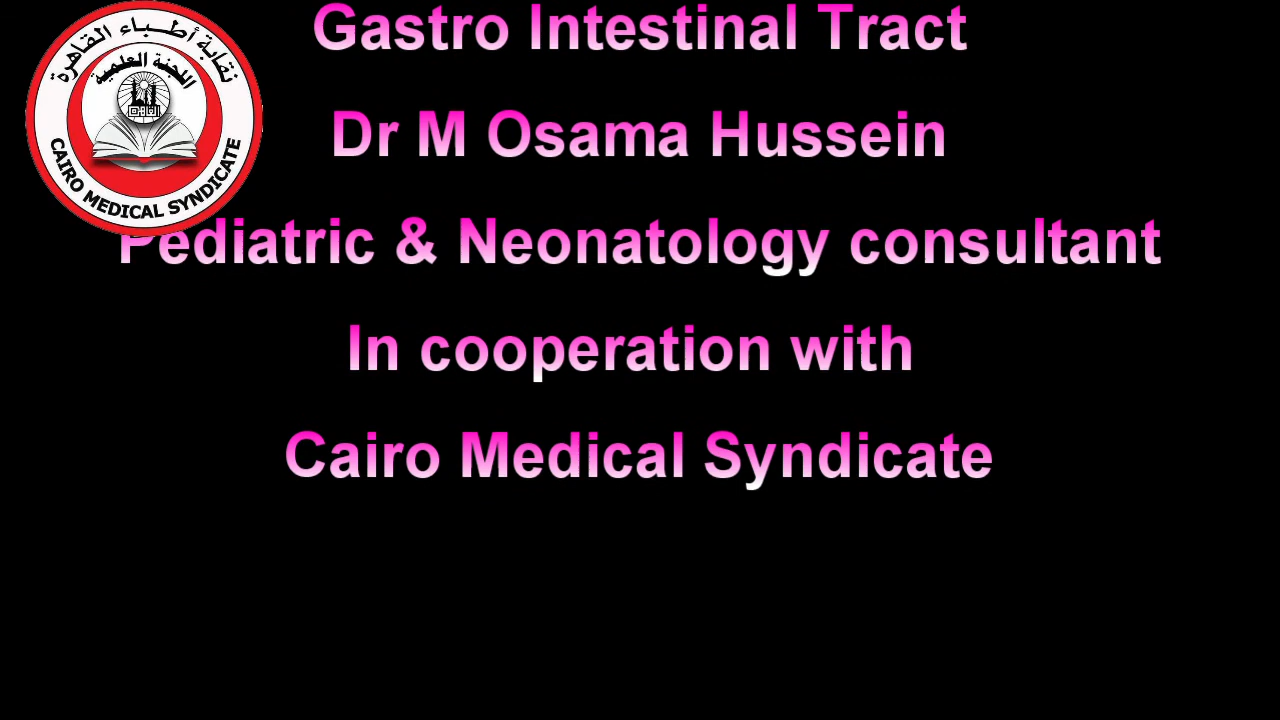 Gastro Intestinal Tract
نقابة أطباء القاهرة
اللجنة العلمية
CAIRO MEDICAL SYNDICATE
Dr M Osama Hussein
Pediatric & Neonatology consultant
In cooperation with
Cairo Medical Syndicate